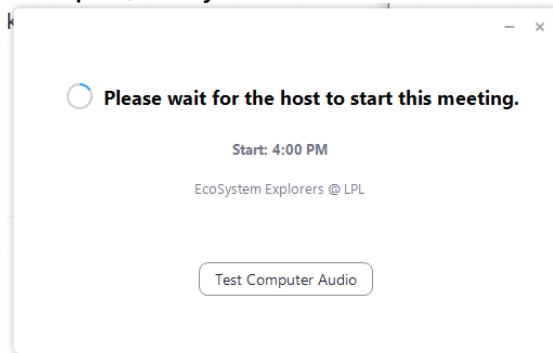 Please wait for the host to start this meeting.
Start: 4:00 PM
EcoSystem Explorers @ LPL
Test Computer Audio